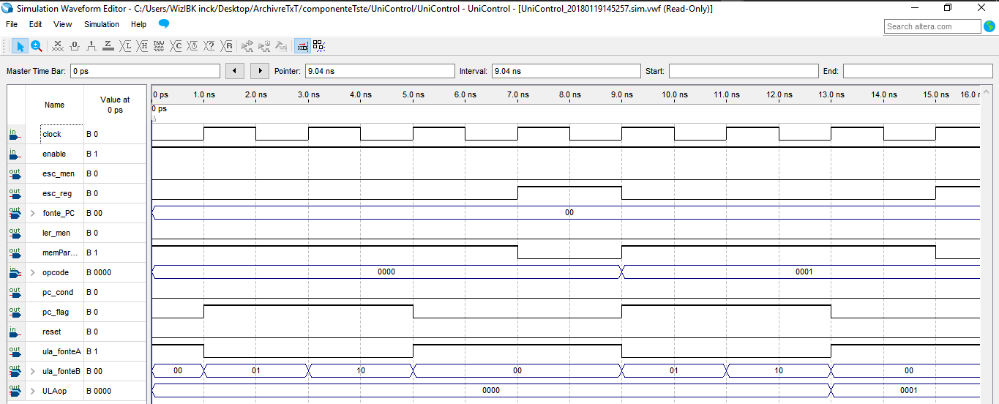 Simulation Waveform Editor - C:/Users/WizIBK inck/Desktop/ArchivreTxT/componenteTste/UniControl/UniControl - UniControl - [UniControl_20180119145257.sim.vwf (Read-Only)]
File Edit View Simulation Help
Search altera.com
Master Time Bar: 0 ps Pointer: 9.04 ns Interval: 9.04 ns Start: End:
Name Value at 0 ps
0 ps 1.0 ns 2.0 ns 3.0 ns 4.0 ns 5.0 ns 6.0 ns 7.0 ns 8.0 ns 9.0 ns 10.0 ns 11.0 ns 12.0 ns 13.0 ns 14.0 ns 15.0 ns 16.0 n
0 ps
in clock B 0
in enable B 1
out esc_men B 0
out esc_reg B 0
out fonte_PC B 00 00
out ler_men B 0
out memPar... B 1
in opcode B 0000 0000 0001
out pc_cond B 0
out pc_flag B 0
in reset B 0
out ula_fonteA B 1
out ula_fonteB B 00 00 01 10 00 01 10 00
out ULAop B 0000 0000 0001